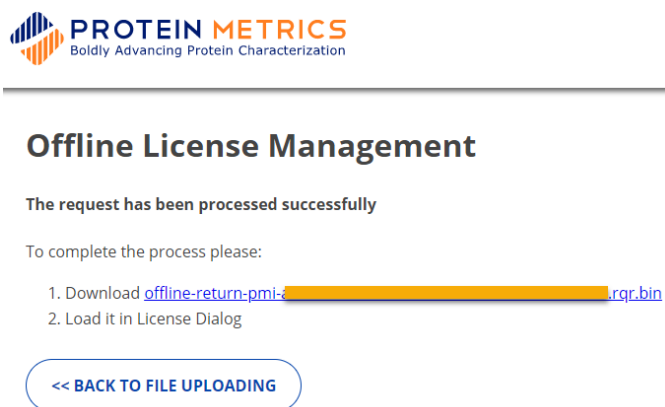 PROTEIN METRICS
Boldly Advancing Protein Characterization
Offline License Management
The request has been processed successfully
To complete the process please:
1. Download offline-return-pmi-a .rqr.bin
2. Load it in License Dialog
<< BACK TO FILE UPLOADING